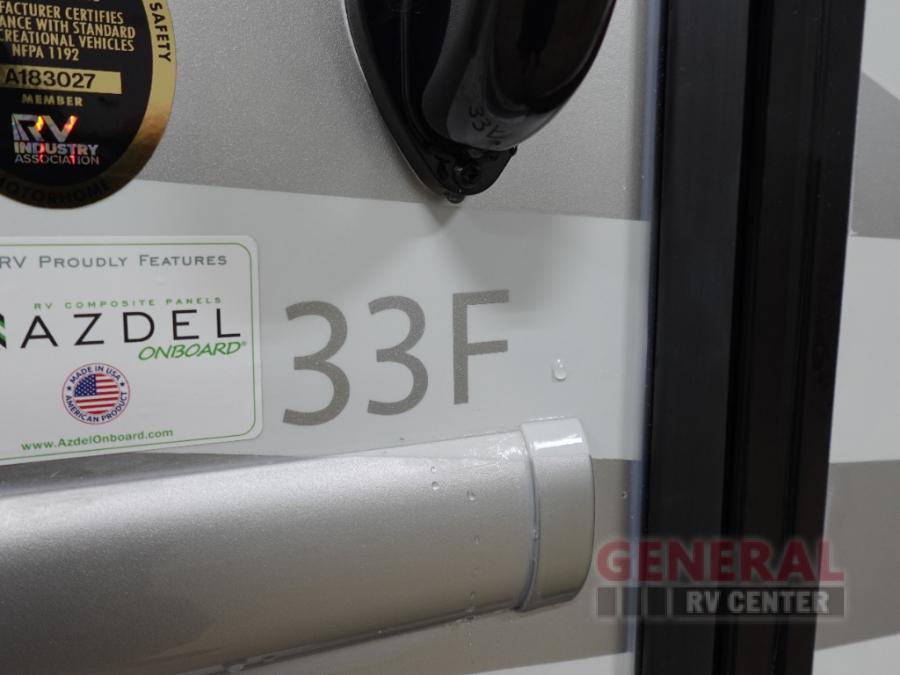 SAFETY
FACTURER CERTIFIES
ANCE WITH STANDARD
CREATIONAL VEHICLES
NFPA 1192
A183027
MEMBER
RV
INDUSTRY
ASSOCIATION
MOTORHOME
RV PROUDLY FEATURES
RV COMPOSITE PANELS
AZDEL
ONBOARD®
MADE IN USA
AMERICAN PRODUCT
www.AzdelOnboard.com
33F
GENERAL
RV CENTER